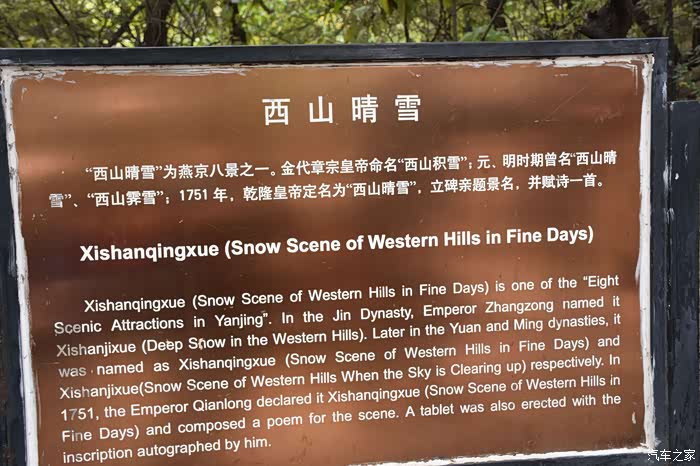 西山晴雪
“西山晴雪”为燕京八景之一。金代章宗皇帝命名“西山积雪”；元、明时期曾名“西山晴
雪”、“西山霁雪”；1751年，乾隆皇帝定名为“西山晴雪”，立碑亲题景名，并赋诗一首。
Xishanqingxue (Snow Scene of Western Hills in Fine Days)
Xishanqingxue (Snow Scene of Western Hills in Fine Days) is one of the “Eight
Scenic Attractions in Yanjing”. In the Jin Dynasty, Emperor Zhangzong named it
Xishanjixue (Deep Snow in the Western Hills). Later in the Yuan and Ming dynasties, it
was named as Xishanqingxue (Snow Scene of Western Hills in Fine Days) and
Xishanjixue(Snow Scene of Western Hills When the Sky is Clearing up) respectively. In
1751, the Emperor Qianlong declared it Xishanqingxue (Snow Scene of Western Hills in
Fine Days) and composed a poem for the scene. A tablet was also erected with the
inscription autographed by him.
汽车之家